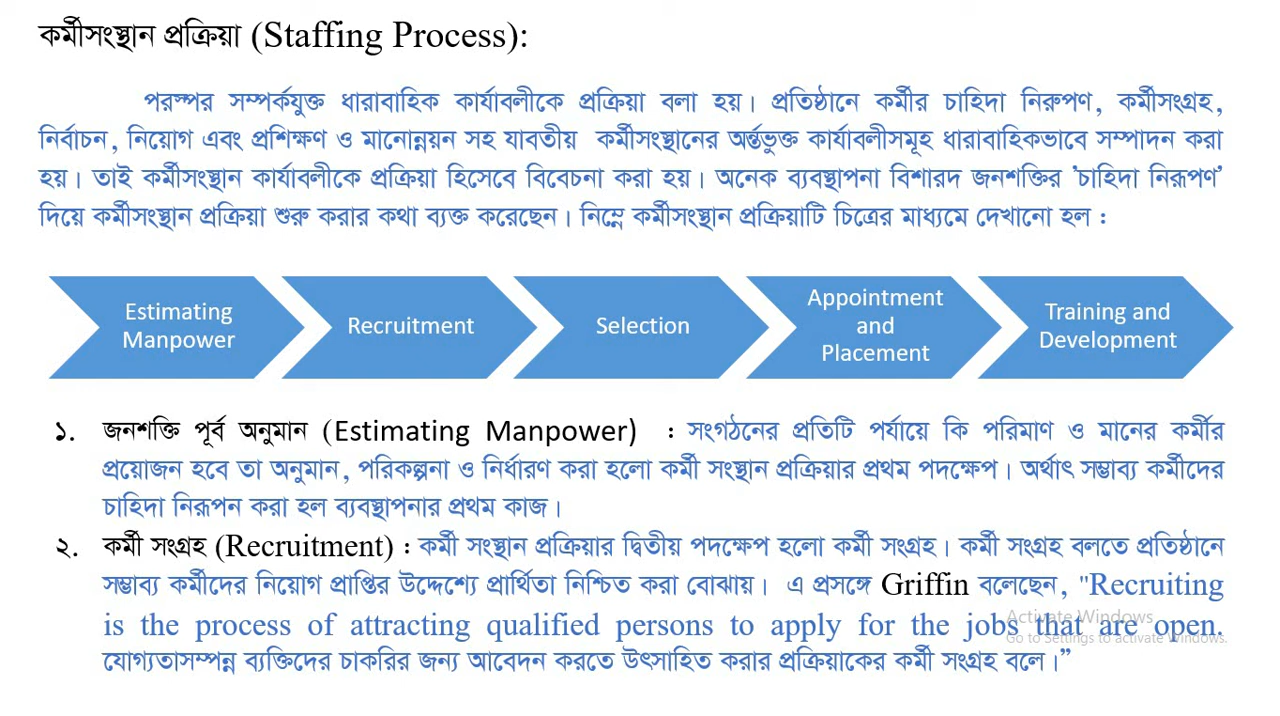 কর্মীসংস্থান প্রক্রিয়া (Staffing Process):
পরস্পর সম্পর্কযুক্ত ধারাবাহিক কার্যাবলীকে প্রক্রিয়া বলা হয়। প্রতিষ্ঠানে কর্মীর চাহিদা নিরুপণ, কর্মীসংগ্রহ,
নির্বাচন, নিয়োগ এবং প্রশিক্ষণ ও মানোন্নয়ন সহ যাবতীয় কর্মীসংস্থানের অর্ন্তভুক্ত কার্যাবলীসমূহ ধারাবাহিকভাবে সম্পাদন করা
হয়। তাই কর্মীসংস্থান কার্যাবলীকে প্রক্রিয়া হিসেবে বিবেচনা করা হয়। অনেক ব্যবস্থাপনা বিশারদ জনশক্তির 'চাহিদা নিরূপণ'
দিয়ে কর্মীসংস্থান প্রক্রিয়া শুরু করার কথা ব্যক্ত করেছেন। নিম্নে কর্মীসংস্থান প্রক্রিয়াটি চিত্রের মাধ্যমে দেখানো হল :
Estimating
Manpower
Recruitment
Selection
Appointment
and
Placement
Training and
Development
১. জনশক্তি পূর্ব অনুমান (Estimating Manpower) : সংগঠনের প্রতিটি পর্যায়ে কি পরিমাণ ও মানের কর্মীর
প্রয়োজন হবে তা অনুমান, পরিকল্পনা ও নির্ধারণ করা হলো কর্মী সংস্থান প্রক্রিয়ার প্রথম পদক্ষেপ। অর্থাৎ সম্ভাব্য কর্মীদের
চাহিদা নিরূপন করা হল ব্যবস্থাপনার প্রথম কাজ।
২. কর্মী সংগ্রহ (Recruitment) : কর্মী সংস্থান প্রক্রিয়ার দ্বিতীয় পদক্ষেপ হলো কর্মী সংগ্রহ। কর্মী সংগ্রহ বলতে প্রতিষ্ঠানে
সম্ভাব্য কর্মীদের নিয়োগ প্রাপ্তির উদ্দেশ্যে প্রার্থিতা নিশ্চিত করা বোঝায়। এ প্রসঙ্গে Griffin বলেছেন, "Recruiting
is the process of attracting qualified persons to apply for the jobs that are open.
যোগ্যতাসম্পন্ন ব্যক্তিদের চাকরির জন্য আবেদন করতে উৎসাহিত করার প্রক্রিয়াকের কর্মী সংগ্রহ বলে।”
Activate Windows
Go to Settings to activate Windows.